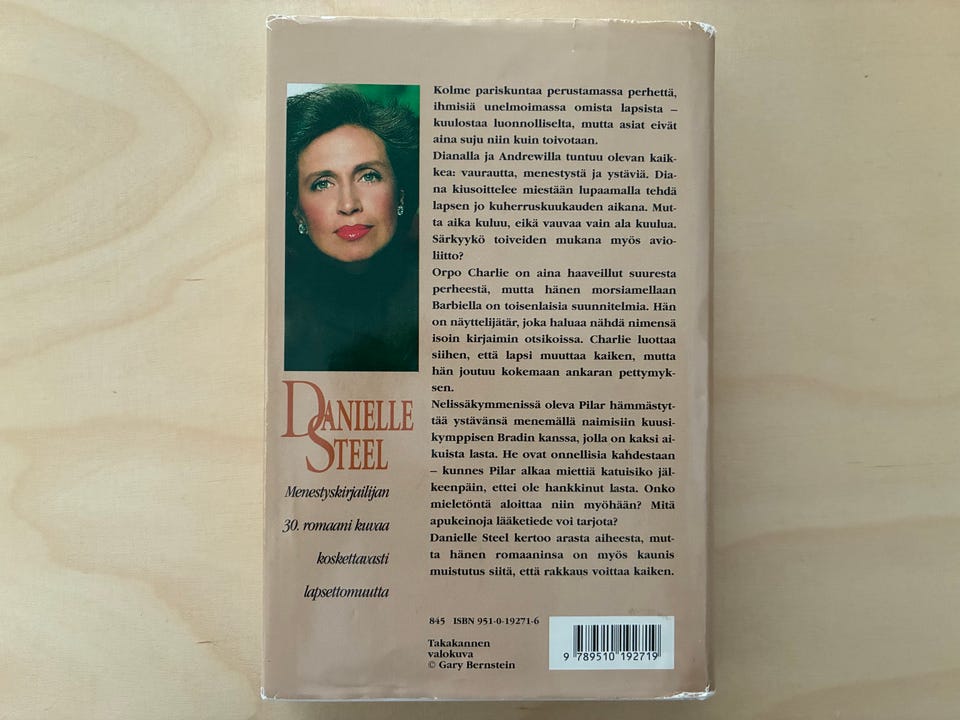 Kolme pariskuntaa perustamassa perhettä,
ihmisiä unelmoimassa omista lapsista –
kuulostaa luonnolliselta, mutta asiat eivät
aina suju niin kuin toivotaan.
Dianalla ja Andrewilla tuntuu olevan kaik-
kea: vaurautta, menestystä ja ystäviä. Dia-
na kiusoittelee miestään lupaamalla tehdä
lapsen jo kuherruskuukauden aikana. Mut-
ta aika kuluu, eikä vauvaa vain ala kuulua.
Särkyykö toiveiden mukana myös avio-
liitto?
Orpo Charlie on aina haaveillut suuresta
perheestä, mutta hänen morsiamellaan
Barbiella on toisenlaisia suunnitelmia. Hän
on näyttelijätär, joka haluaa nähdä nimensä
isoin kirjaimin otsikoissa. Charlie luottaa
siihen, että lapsi muuttaa kaiken, mutta
hän joutuu kokemaan ankaran pettymyk-
sen.
Nelissäkymmenissä oleva Pilar hämmästyt-
tää ystävänsä menemällä naimisiin kuusi-
kymppisen Bradin kanssa, jolla on kaksi ai-
kuista lasta. He ovat onnellisia kahdestaan
– kunnes Pilar alkaa miettiä katuisiko jäl-
keenpäin, ettei ole hankkinut lasta. Onko
mieletöntä aloittaa niin myöhään? Mitä
apukeinoja lääketiede voi tarjota?
Danielle Steel kertoo arasta aiheesta, mut-
ta hänen romaaninsa on myös kaunis
muistutus siitä, että rakkaus voittaa kaiken.
DANIELLE
STEEL
Menestyskirjailijan
30. romaani kuvaa
koskettavasti
lapsettomuutta
845 ISBN 951-0-19271-6
Takakannen
valokuva
© Gary Bernstein
9 789510 192719